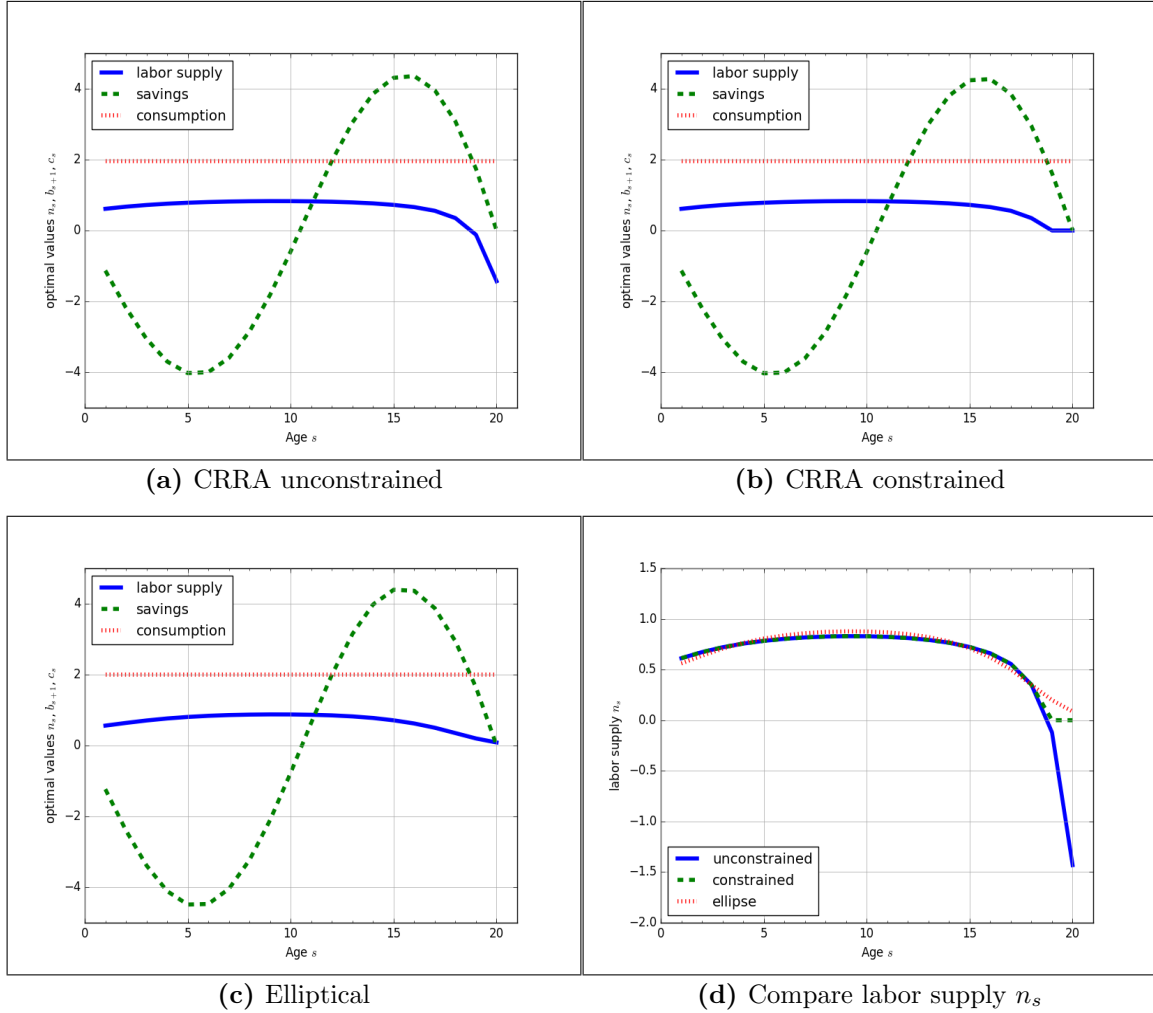 labor supply
savings
consumption
4
2
0
−2
−4
optimal values n_s, b_{s+1}, c_s
0 5 10 15 20
Age s
(a) CRRA unconstrained
labor supply
savings
consumption
4
2
0
−2
−4
optimal values n_s, b_{s+1}, c_s
0 5 10 15 20
Age s
(b) CRRA constrained
labor supply
savings
consumption
4
2
0
−2
−4
optimal values n_s, b_{s+1}, c_s
0 5 10 15 20
Age s
(c) Elliptical
1.5
1.0
0.5
0.0
−0.5
−1.0
−1.5
−2.0
labor supply n_s
unconstrained
constrained
ellipse
0 5 10 15 20
Age s
(d) Compare labor supply n_s